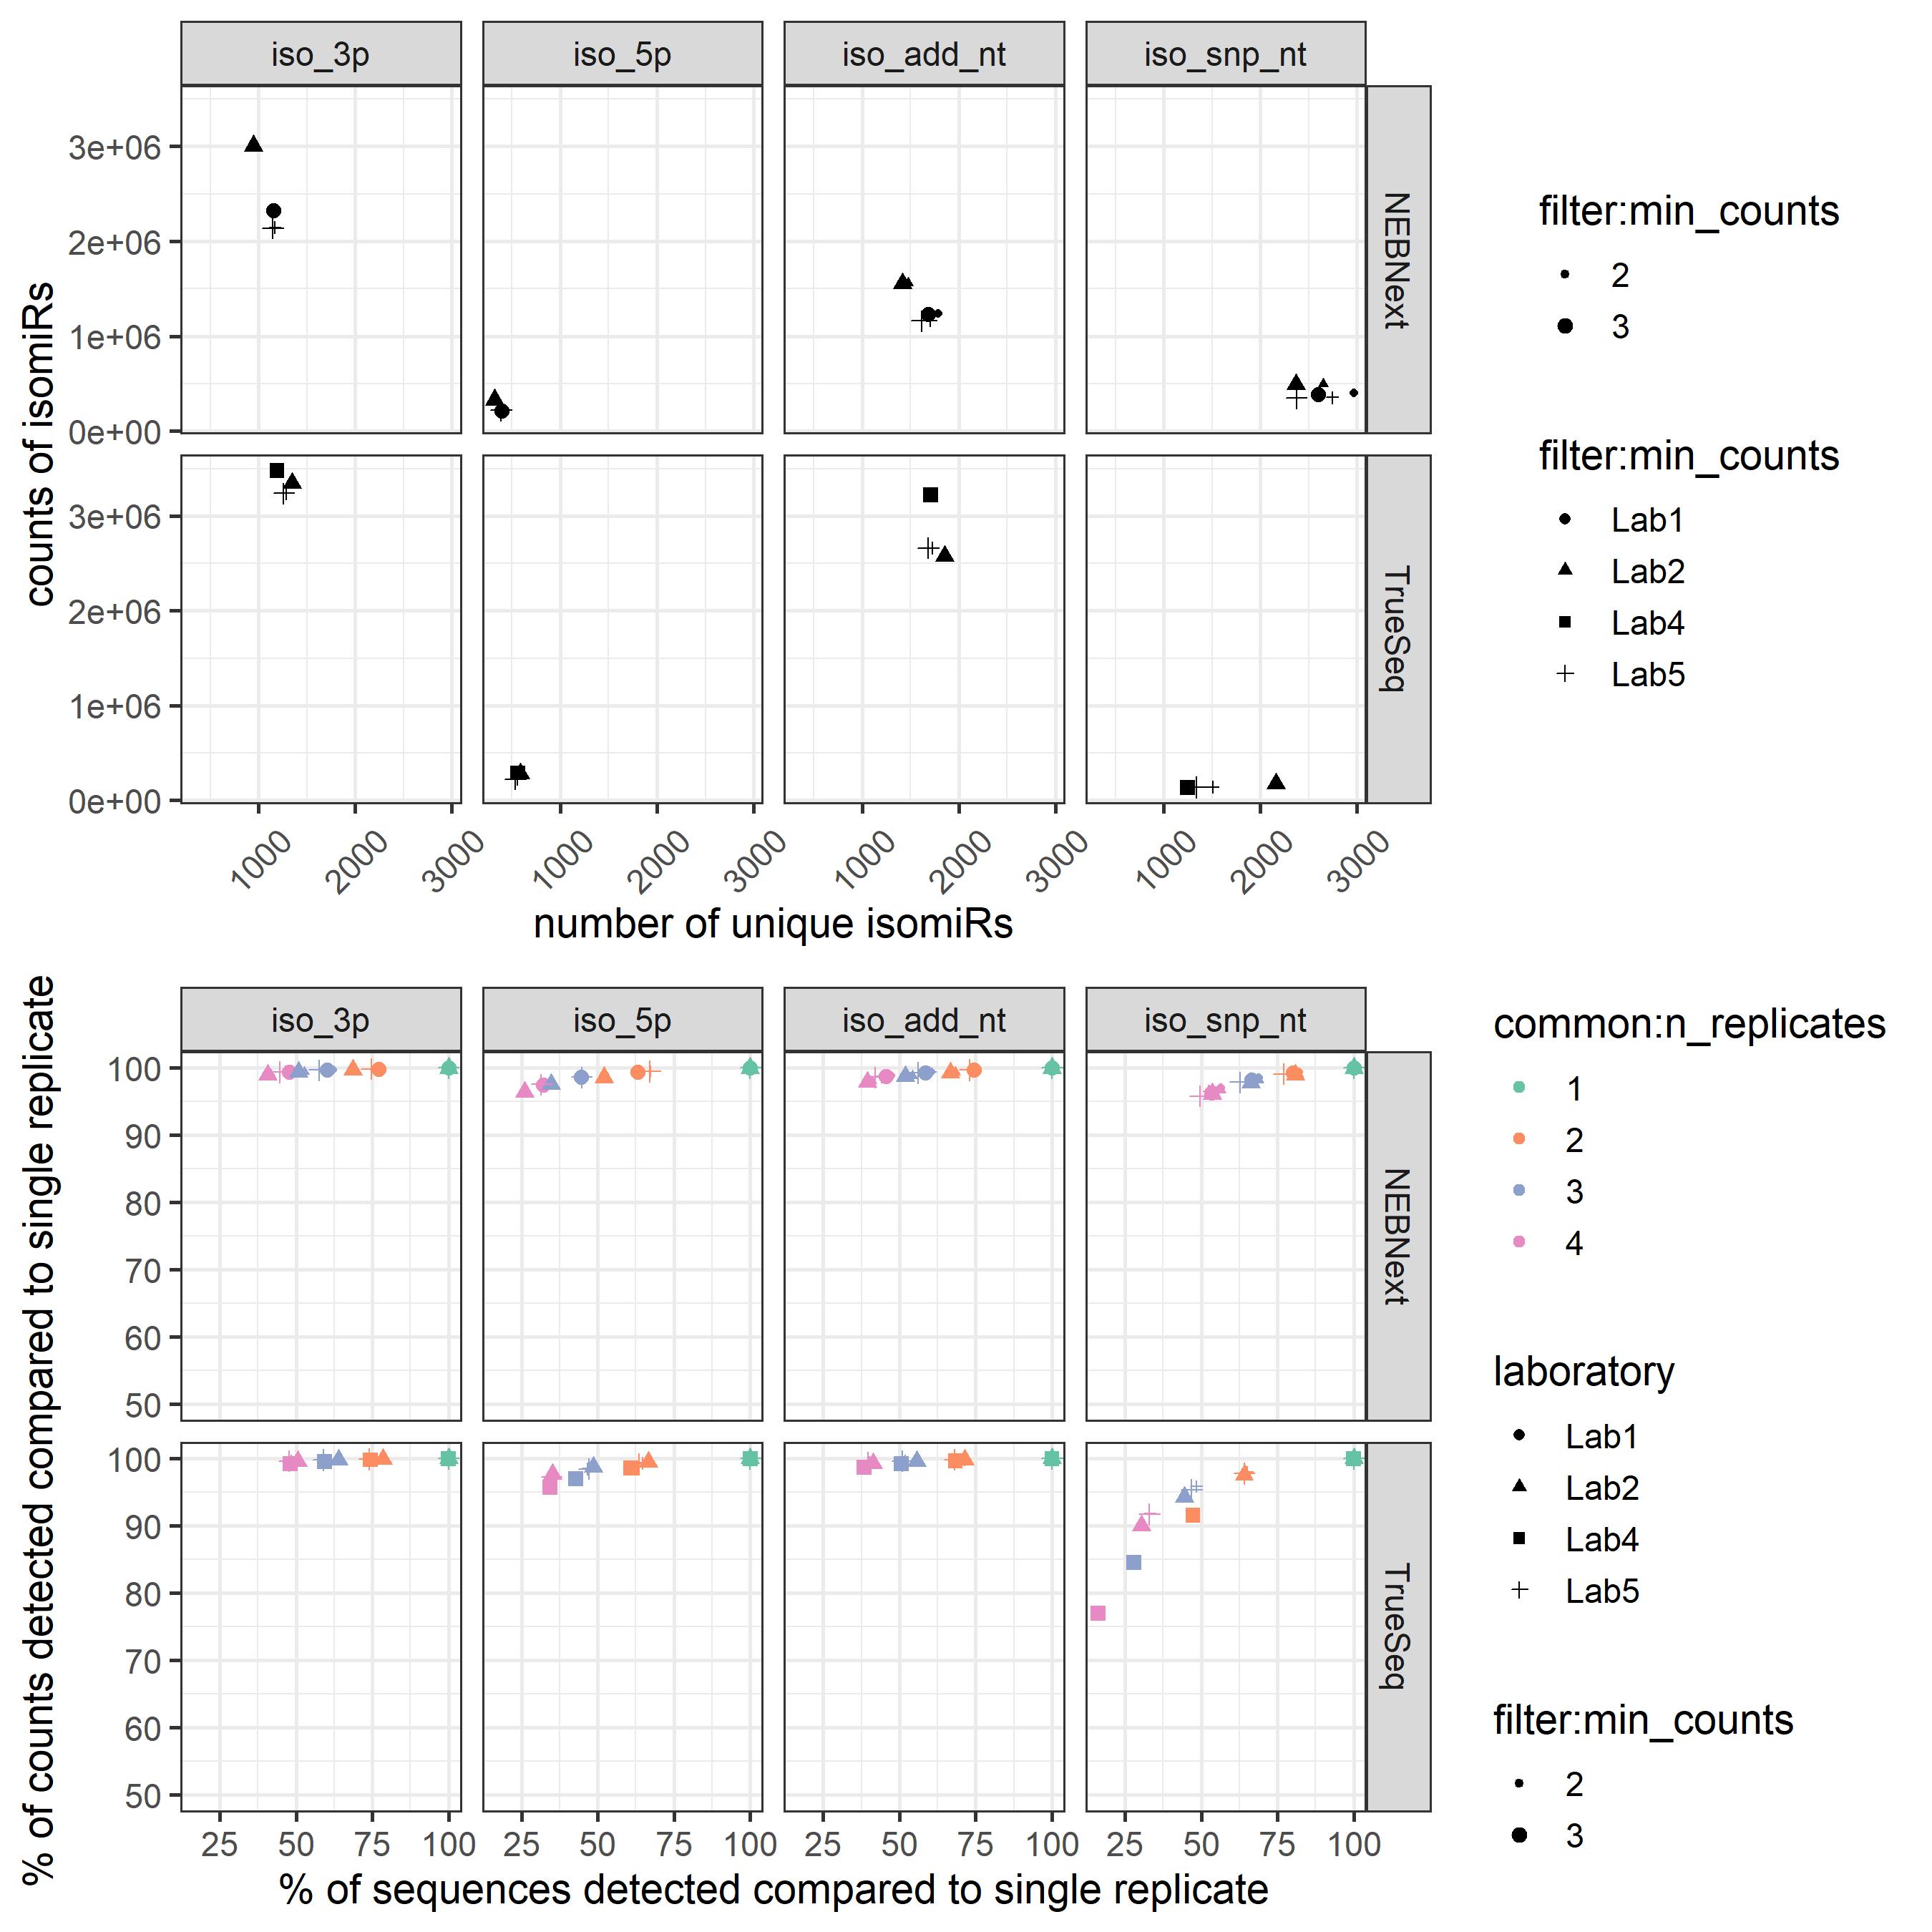 iso_3p iso_5p iso_add_nt iso_snp_nt
3e+06
2e+06
1e+06
0e+00
NEBNext
3e+06
2e+06
1e+06
0e+00
TrueSeq
counts of isomiRs
1000 2000 3000 1000 2000 3000 1000 2000 3000 1000 2000 3000
number of unique isomiRs
filter:min_counts
2
3
filter:min_counts
Lab1
Lab2
Lab4
Lab5
iso_3p iso_5p iso_add_nt iso_snp_nt
100
90
80
70
60
50
NEBNext
100
90
80
70
60
50
TrueSeq
% of counts detected compared to single replicate
25 50 75 100 25 50 75 100 25 50 75 100 25 50 75 100
% of sequences detected compared to single replicate
common:n_replicates
1
2
3
4
laboratory
Lab1
Lab2
Lab4
Lab5
filter:min_counts
2
3